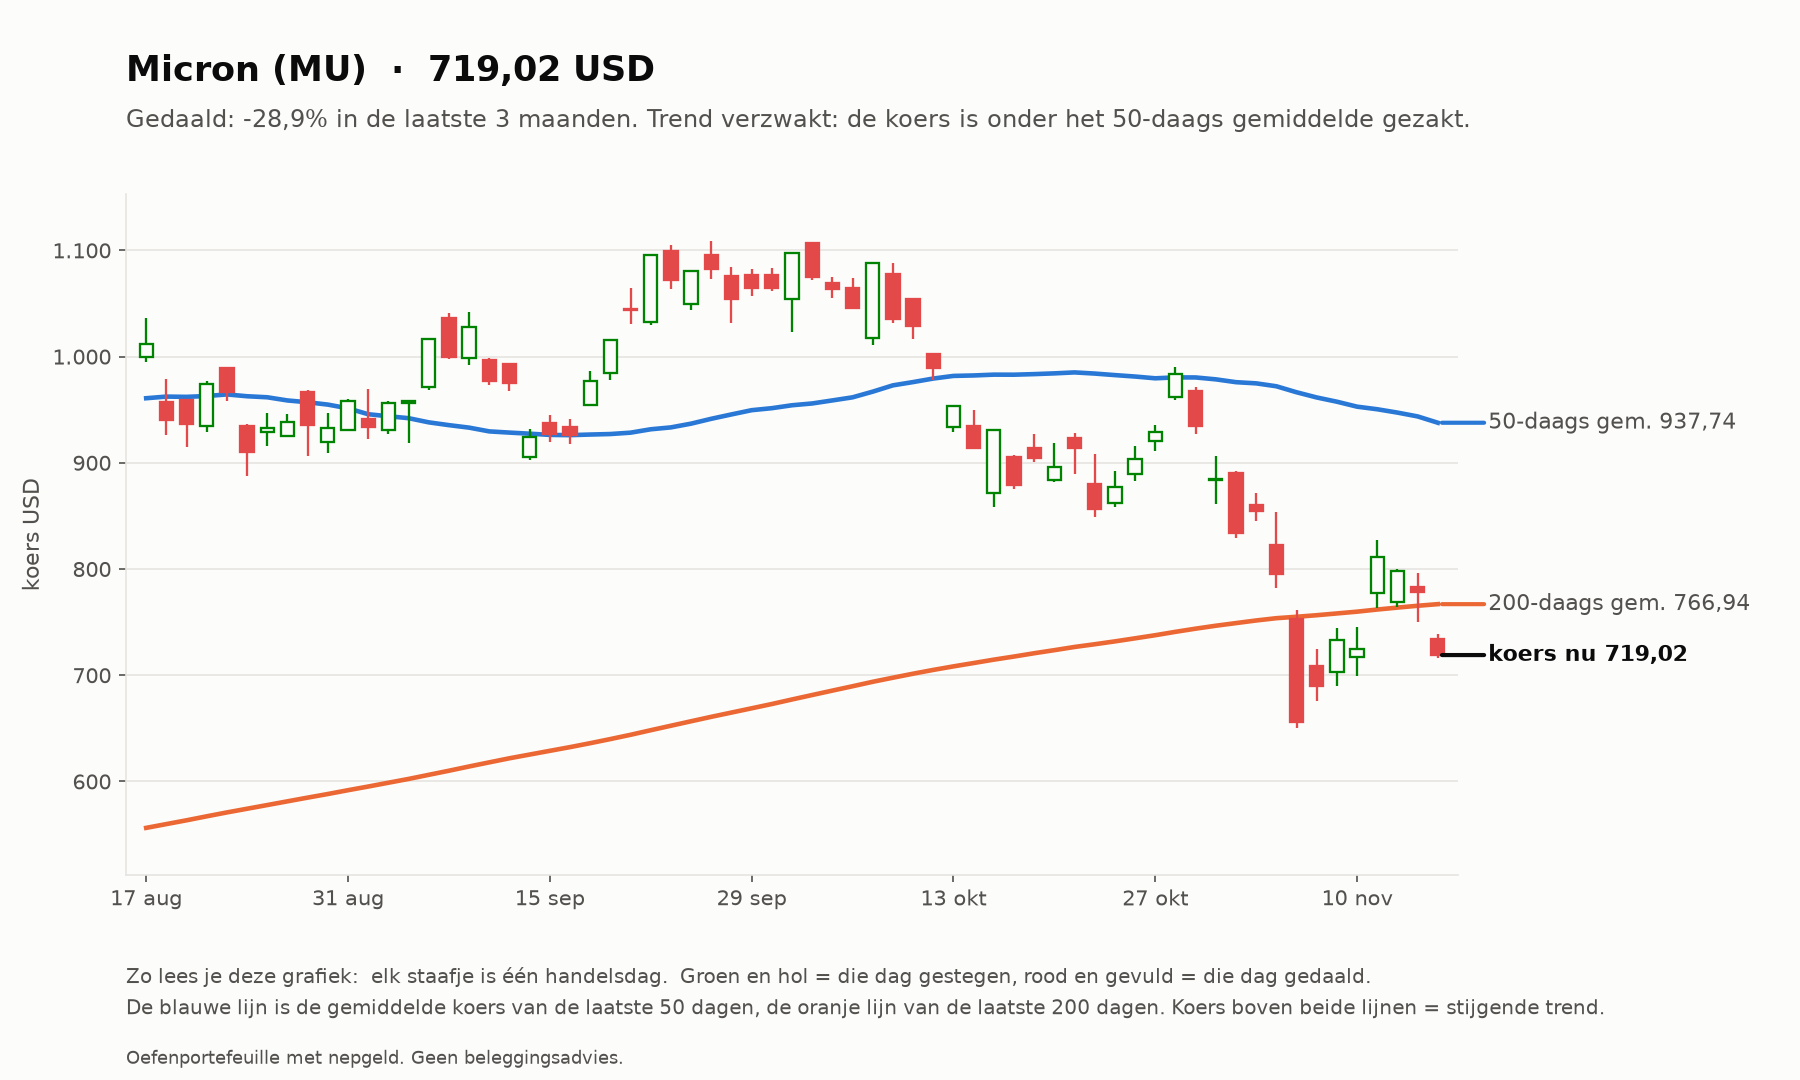 Micron (MU) · 719,02 USD
Gedaald: -28,9% in de laatste 3 maanden. Trend verzwakt: de koers is onder het 50-daags gemiddelde gezakt.
koers USD
1.100
1.000
900
800
700
600
50-daags gem. 937,74
200-daags gem. 766,94
koers nu 719,02
17 aug
31 aug
15 sep
29 sep
13 okt
27 okt
10 nov
Zo lees je deze grafiek: elk staafje is één handelsdag. Groen en hol = die dag gestegen, rood en gevuld = die dag gedaald.
De blauwe lijn is de gemiddelde koers van de laatste 50 dagen, de oranje lijn van de laatste 200 dagen. Koers boven beide lijnen = stijgende trend.
Oefenportefeuille met nepgeld. Geen beleggingsadvies.